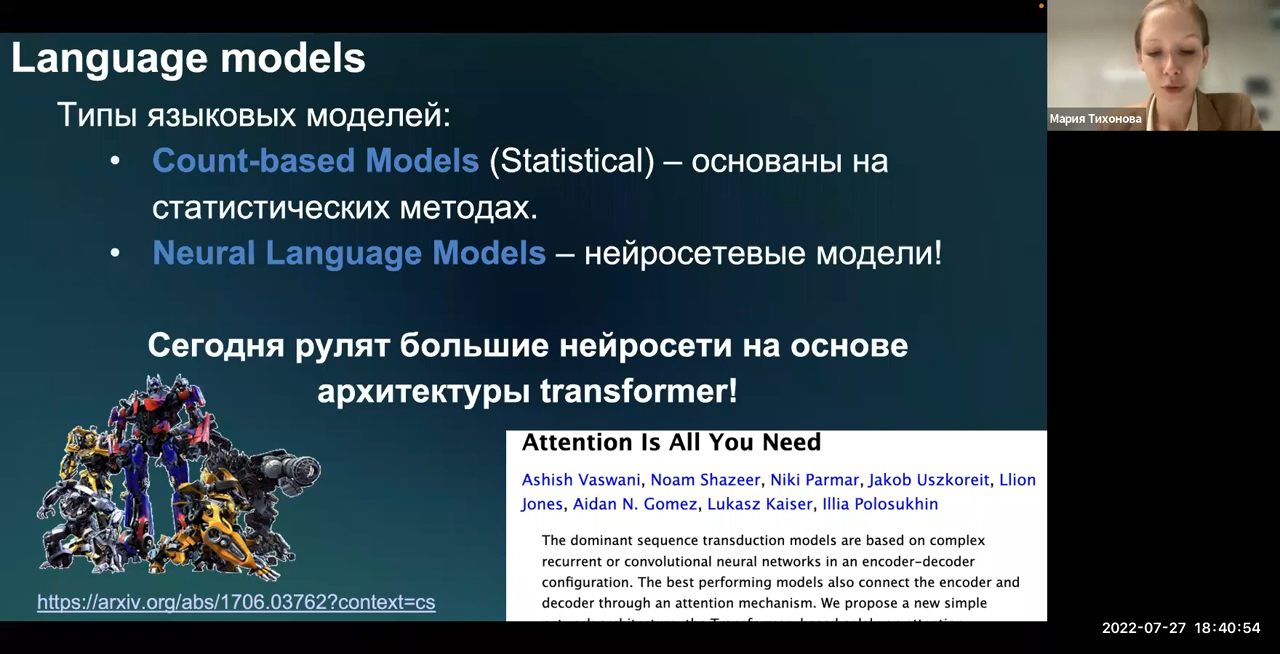 Language models
Типы языковых моделей:
• Count-based Models (Statistical) – основаны на
статистических методах.
• Neural Language Models – нейросетевые модели!
Сегодня рулят большие нейросети на основе
архитектуры transformer!
Attention Is All You Need
Ashish Vaswani, Noam Shazeer, Niki Parmar, Jakob Uszkoreit, Llion
Jones, Aidan N. Gomez, Lukasz Kaiser, Illia Polosukhin
The dominant sequence transduction models are based on complex
recurrent or convolutional neural networks in an encoder-decoder
configuration. The best performing models also connect the encoder and
decoder through an attention mechanism. We propose a new simple
https://arxiv.org/abs/1706.03762?context=cs
Мария Тихонова
2022-07-27 18:40:54